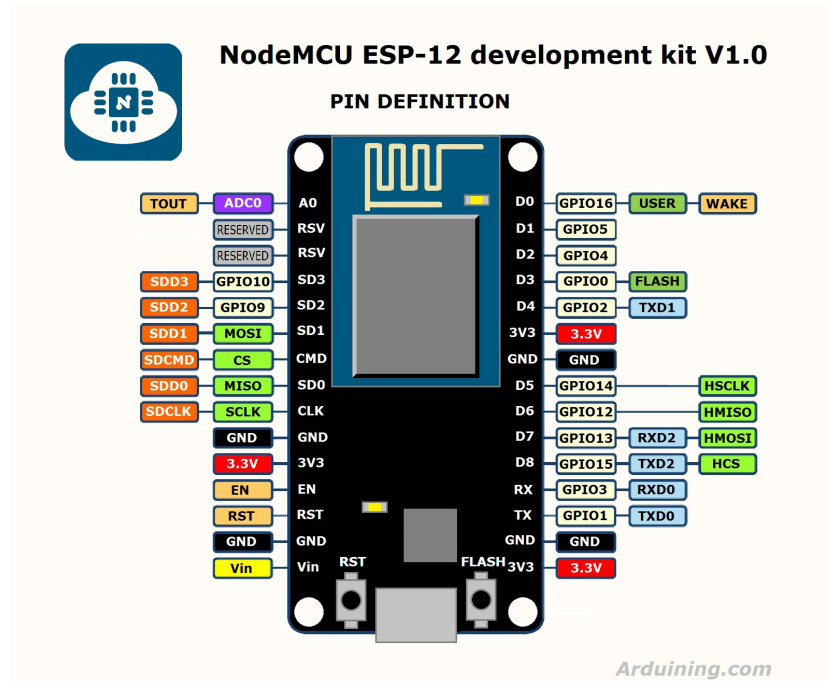 NodeMCU ESP-12 development kit V1.0
PIN DEFINITION
N
TOUT ADC0 A0 D0 GPIO16 USER WAKE
RESERVED RSV D1 GPIO5
RESERVED RSV D2 GPIO4
SDD3 GPIO10 SD3 D3 GPIO0 FLASH
SDD2 GPIO9 SD2 D4 GPIO2 TXD1
SDD1 MOSI SD1 3V3 3.3V
SDCMD CS CMD GND GND
SDD0 MISO SD0 D5 GPIO14 HSCLK
SDCLK SCLK CLK D6 GPIO12 HMISO
GND GND D7 GPIO13 RXD2 HMOSI
3.3V 3V3 D8 GPIO15 TXD2 HCS
EN EN RX GPIO3 RXD0
RST RST TX GPIO1 TXD0
GND GND GND GND
Vin Vin 3V3 3.3V
RST FLASH
Arduining.com